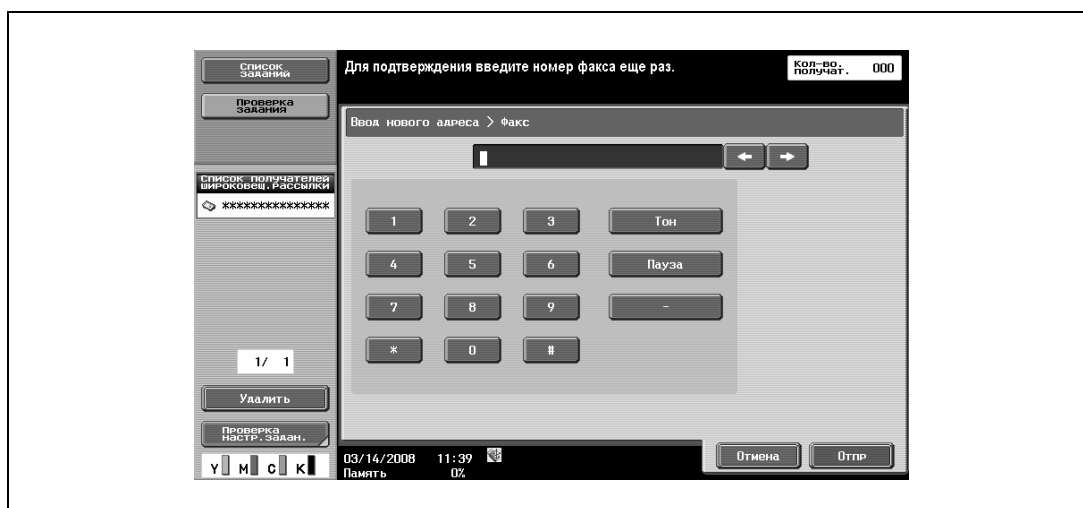 Список
заданий
Для подтверждения введите номер факса еще раз.
Кол-во.
получат.
000
Проверка
задания
Ввод нового адреса > Факс
Список получателей
широковещ.рассылки
***************
1 2 3 Тон
4 5 6 Пауза
7 8 9 -
* 0 #
1/ 1
Удалить
Проверка
настр.задан.
Y M C K
03/14/2008 11:39
Память 0%
Отмена Отпр